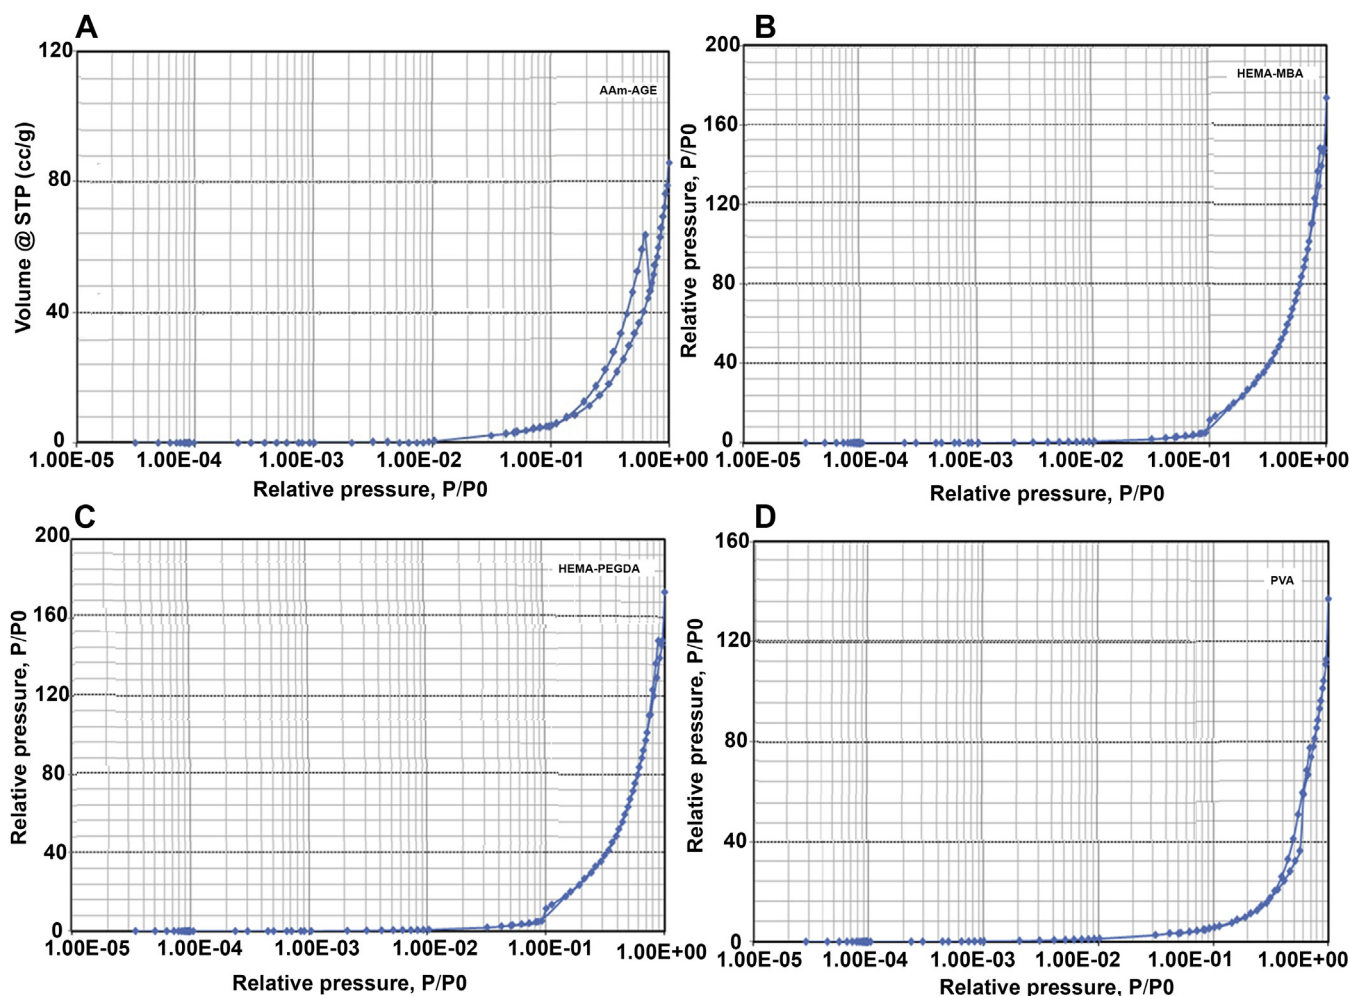 A
120
80
40
0
Volume @ STP (cc/g)
AAm-AGE
1.00E-05 1.00E-04 1.00E-03 1.00E-02 1.00E-01 1.00E+00
Relative pressure, P/P0
B
200
160
120
80
40
0
Relative pressure, P/P0
HEMA-MBA
1.00E-05 1.00E-04 1.00E-03 1.00E-02 1.00E-01 1.00E+00
Relative pressure, P/P0
C
200
160
120
80
40
0
Relative pressure, P/P0
HEMA-PEGDA
1.00E-05 1.00E-04 1.00E-03 1.00E-02 1.00E-01 1.00E+00
Relative pressure, P/P0
D
160
120
80
40
0
Relative pressure, P/P0
PVA
1.00E-05 1.00E-04 1.00E-03 1.00E-02 1.00E-01 1.00E+00
Relative pressure, P/P0